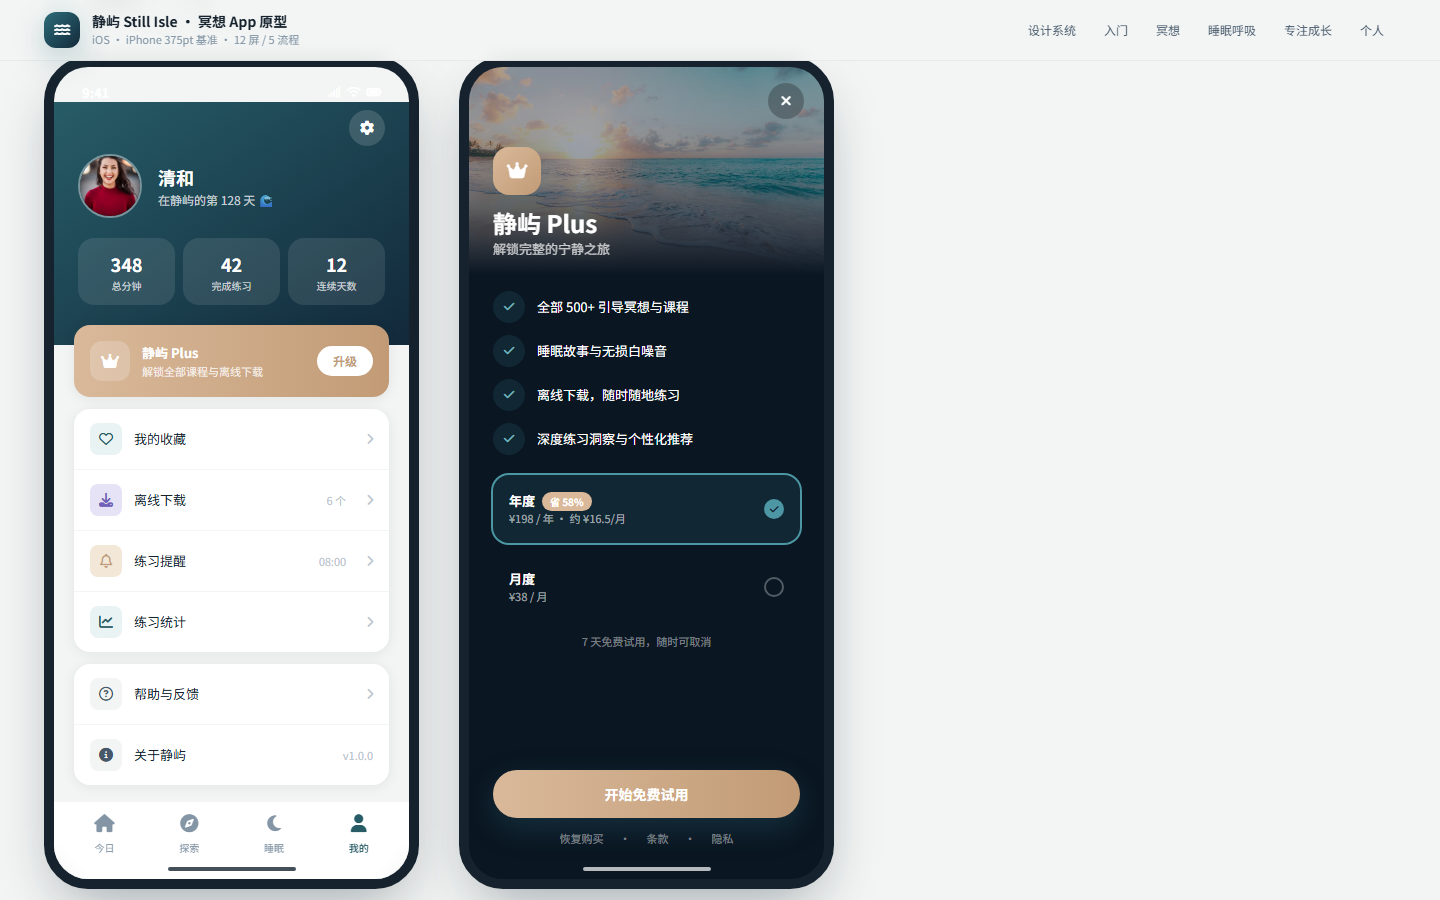 静屿 Still Isle · 冥想 App 原型
iOS · iPhone 375pt 基准 · 12 屏 / 5 流程
设计系统 入门 冥想 睡眠呼吸 专注成长 个人
9:41
清和
在静屿的第 128 天 🌊
348 42 12
总分钟 完成练习 连续天数
静屿 Plus
解锁全部课程与离线下载
升级
我的收藏
离线下载 6 个
练习提醒 08:00
练习统计
帮助与反馈
关于静屿 v1.0.0
今日 探索 睡眠 我的
静屿 Plus
解锁完整的宁静之旅
全部 500+ 引导冥想与课程
睡眠故事与无损白噪音
离线下载，随时随地练习
深度练习洞察与个性化推荐
年度 省 58%
¥198 / 年 · 约 ¥16.5/月
月度
¥38 / 月
7 天免费试用，随时可取消
开始免费试用
恢复购买 · 条款 · 隐私